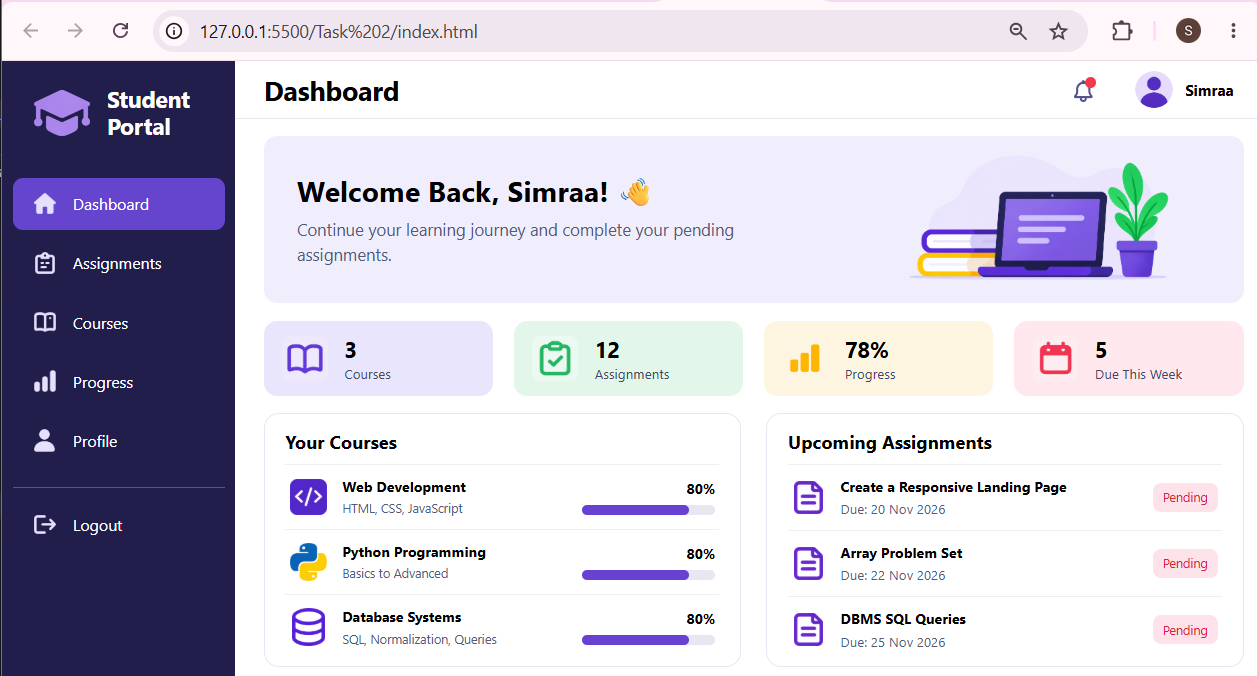 127.0.0.1:5500/Task%202/index.html
S
Student
Portal
Dashboard
Assignments
Courses
Progress
Profile
Logout
Dashboard
Simraa
Welcome Back, Simraa! 👋
Continue your learning journey and complete your pending
assignments.
3
Courses
12
Assignments
78%
Progress
5
Due This Week
Your Courses
</>
Web Development
HTML, CSS, JavaScript
80%
Python Programming
Basics to Advanced
80%
Database Systems
SQL, Normalization, Queries
80%
Upcoming Assignments
Create a Responsive Landing Page
Due: 20 Nov 2026
Pending
Array Problem Set
Due: 22 Nov 2026
Pending
DBMS SQL Queries
Due: 25 Nov 2026
Pending